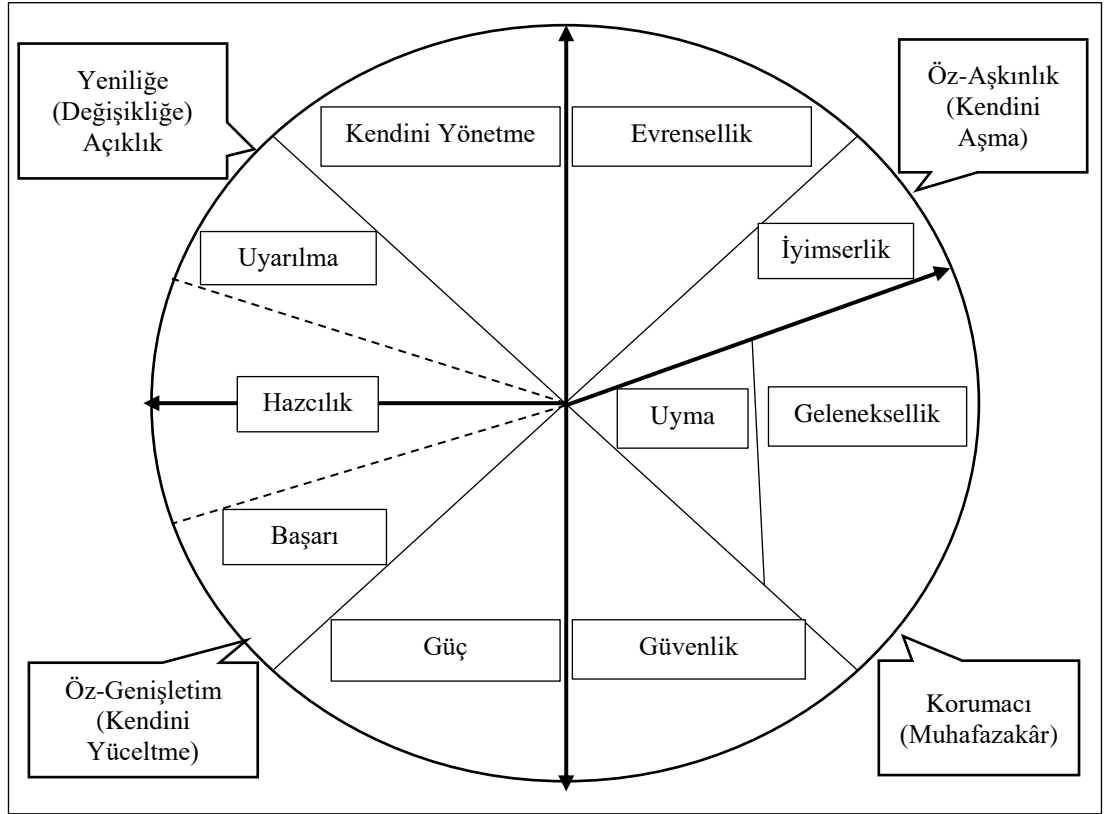 Yeniliğe
(Değişikliğe)
Açıklık
Öz-Aşkınlık
(Kendini
Aşma)
Kendini Yönetme
Evrensellik
Uyarılma
İyimserlik
Hazcılık
Uyma
Geleneksellik
Başarı
Güç
Güvenlik
Öz-Genişletim
(Kendini
Yüceltme)
Korumacı
(Muhafazakâr)